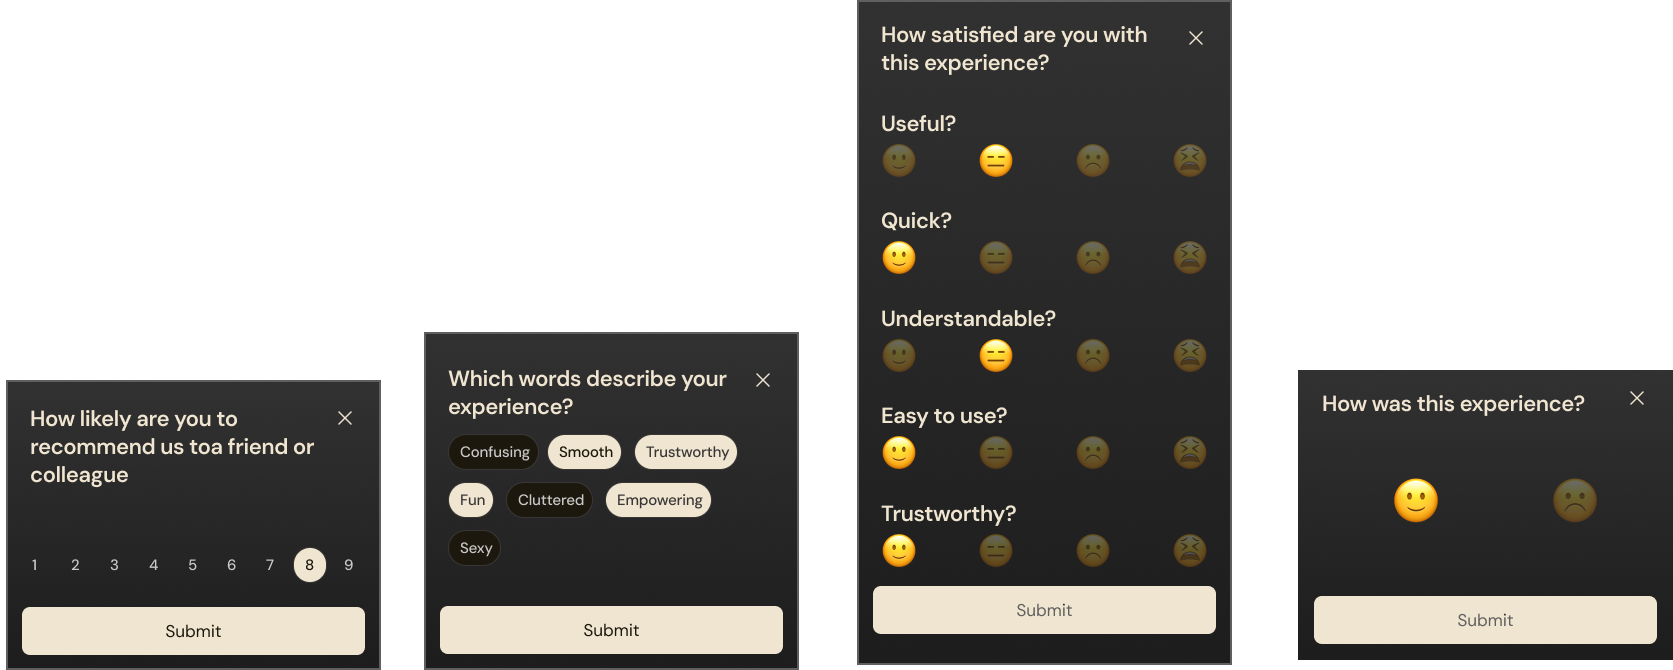 How likely are you to
recommend us toa friend or
colleague
1 2 3 4 5 6 7 8 9
Submit
Which words describe your
experience?
Confusing Smooth Trustworthy
Fun Cluttered Empowering
Sexy
Submit
How satisfied are you with
this experience?
Useful?
Quick?
Understandable?
Easy to use?
Trustworthy?
Submit
How was this experience?
Submit